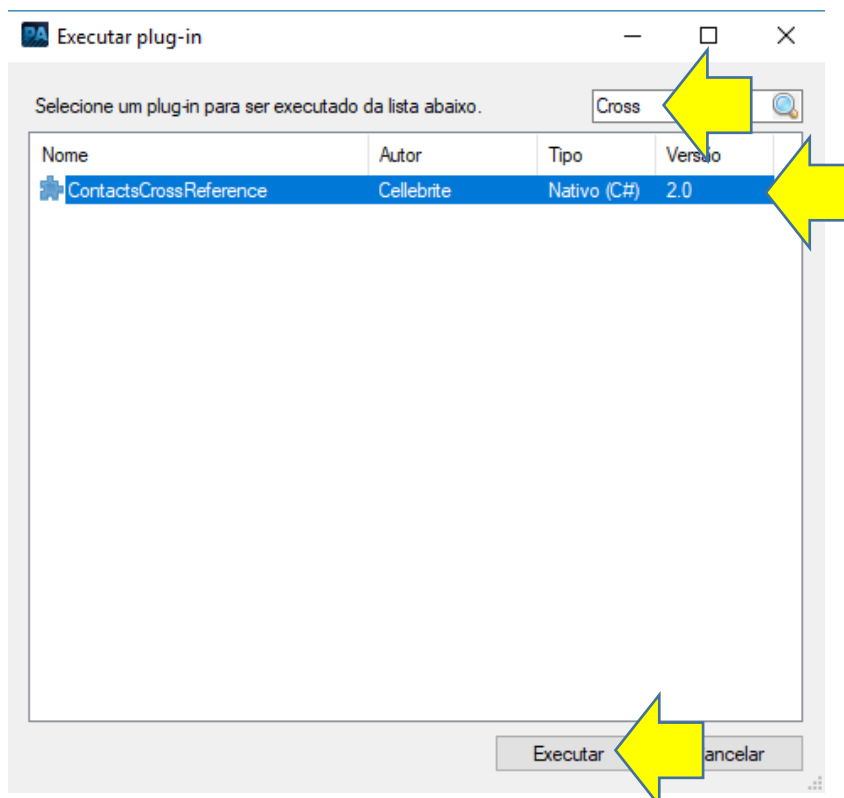 PA Executar plug-in
Selecione um plug-in para ser executado da lista abaixo. Cross
Nome Autor Tipo Versão
ContactsCrossReference Cellebrite Nativo (C#) 2.0
Executar ancelar